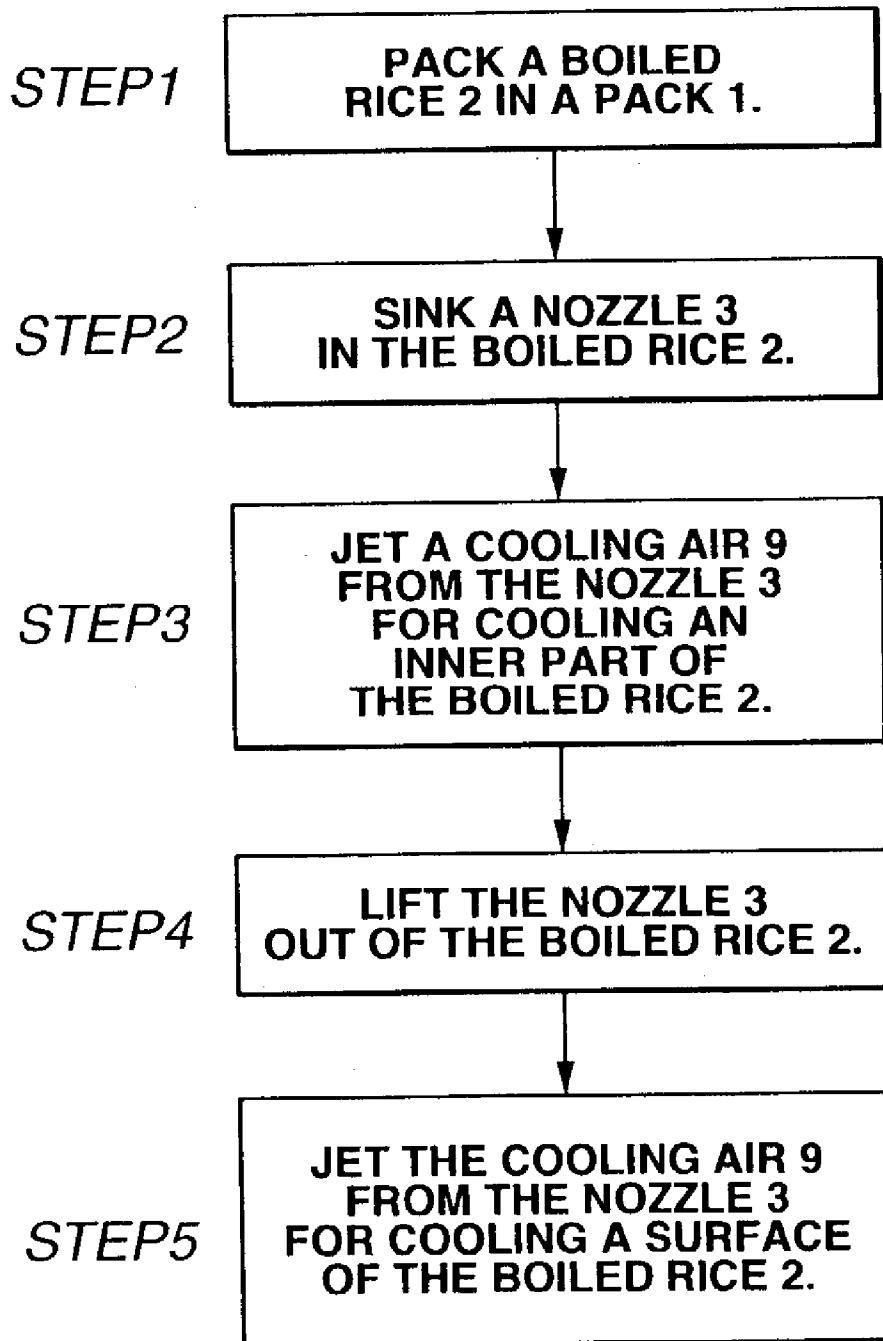 STEP1
PACK A BOILED
RICE 2 IN A PACK 1.
STEP2
SINK A NOZZLE 3
IN THE BOILED RICE 2.
STEP3
JET A COOLING AIR 9
FROM THE NOZZLE 3
FOR COOLING AN
INNER PART OF
THE BOILED RICE 2.
STEP4
LIFT THE NOZZLE 3
OUT OF THE BOILED RICE 2.
STEP5
JET THE COOLING AIR 9
FROM THE NOZZLE 3
FOR COOLING A SURFACE
OF THE BOILED RICE 2.